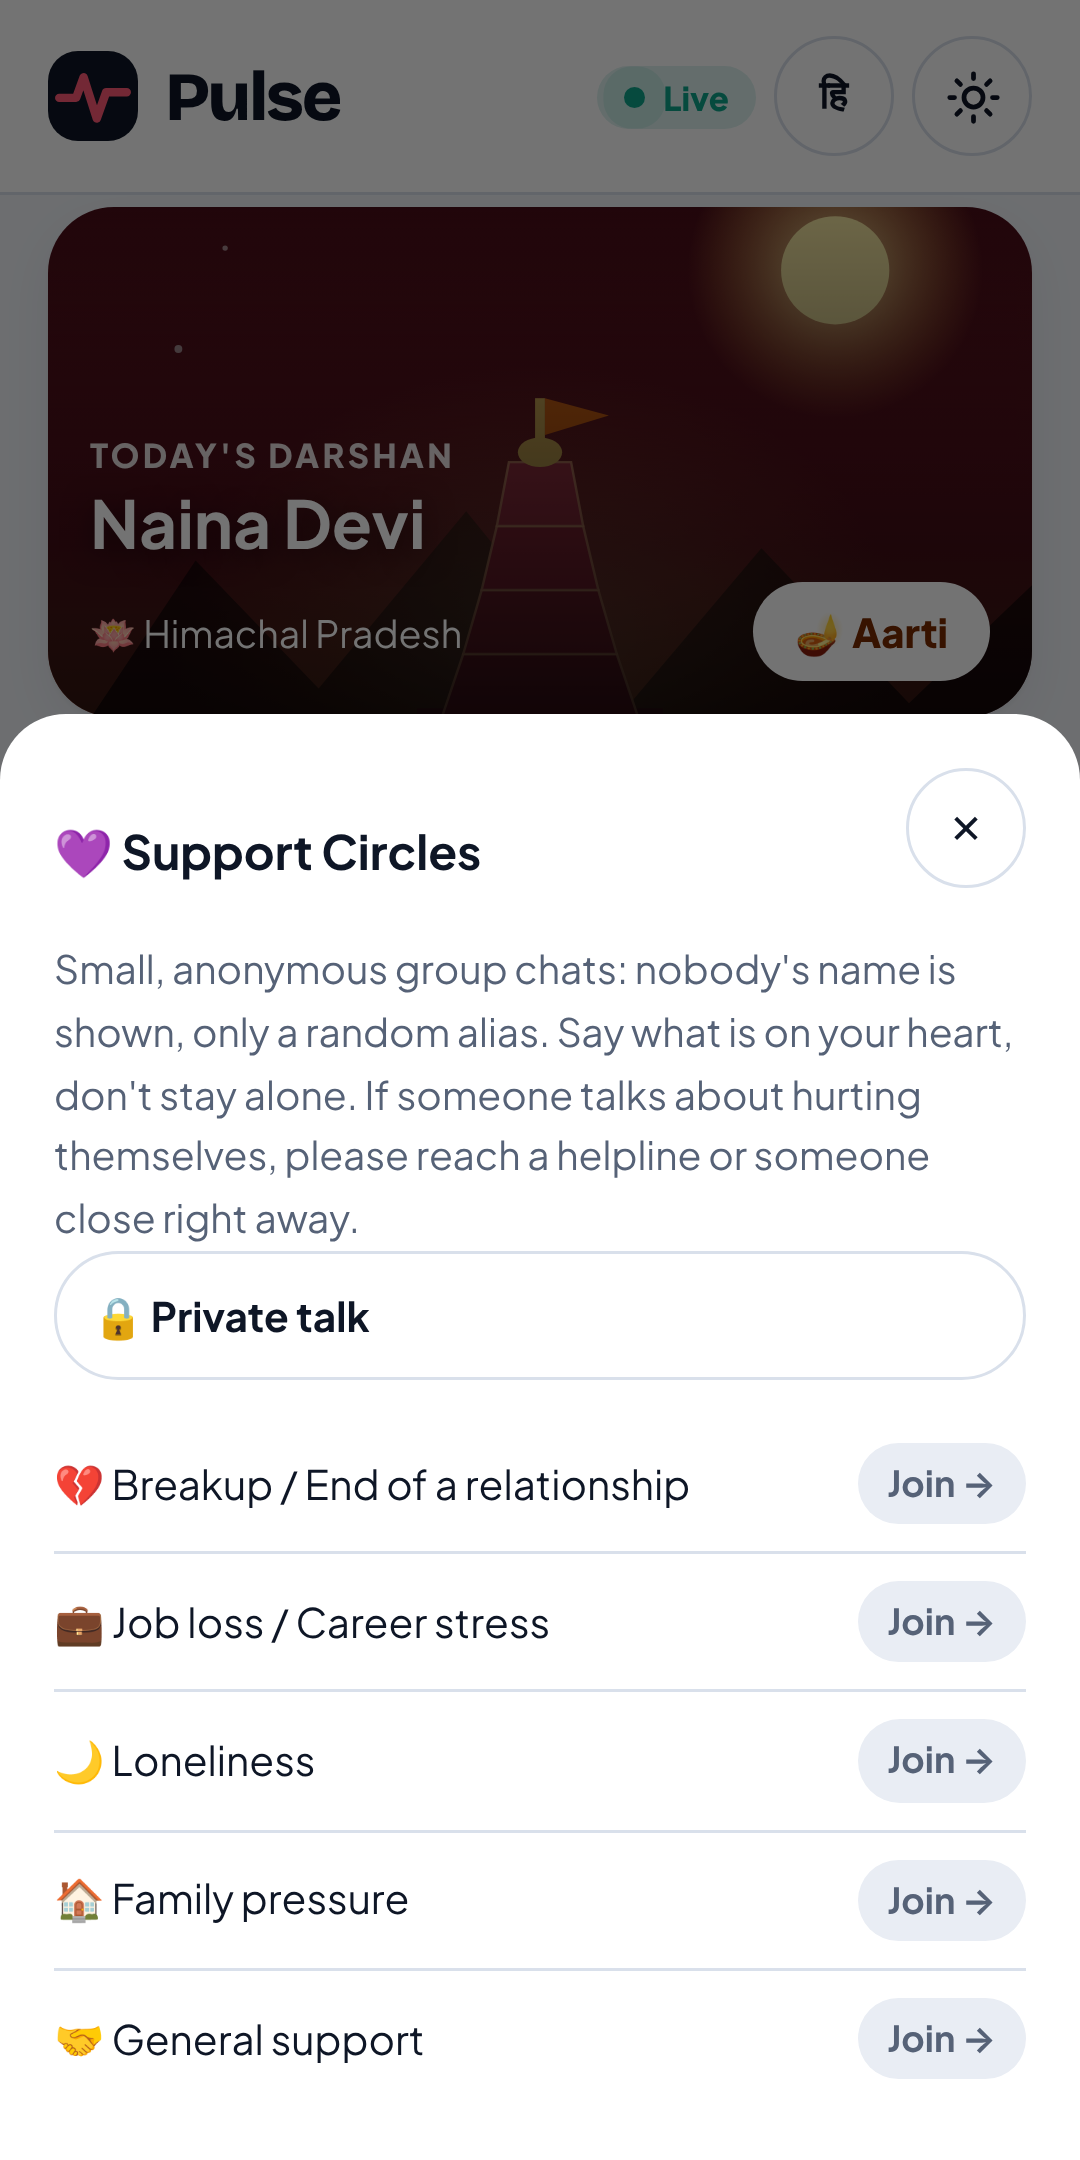 Pulse
Live
हि
TODAY'S DARSHAN
Naina Devi
🪷 Himachal Pradesh
🪔 Aarti
💜 Support Circles
×
Small, anonymous group chats: nobody's name is
shown, only a random alias. Say what is on your heart,
don't stay alone. If someone talks about hurting
themselves, please reach a helpline or someone
close right away.
🔒 Private talk
💔 Breakup / End of a relationship
Join →
💼 Job loss / Career stress
Join →
🌙 Loneliness
Join →
🏠 Family pressure
Join →
🤝 General support
Join →